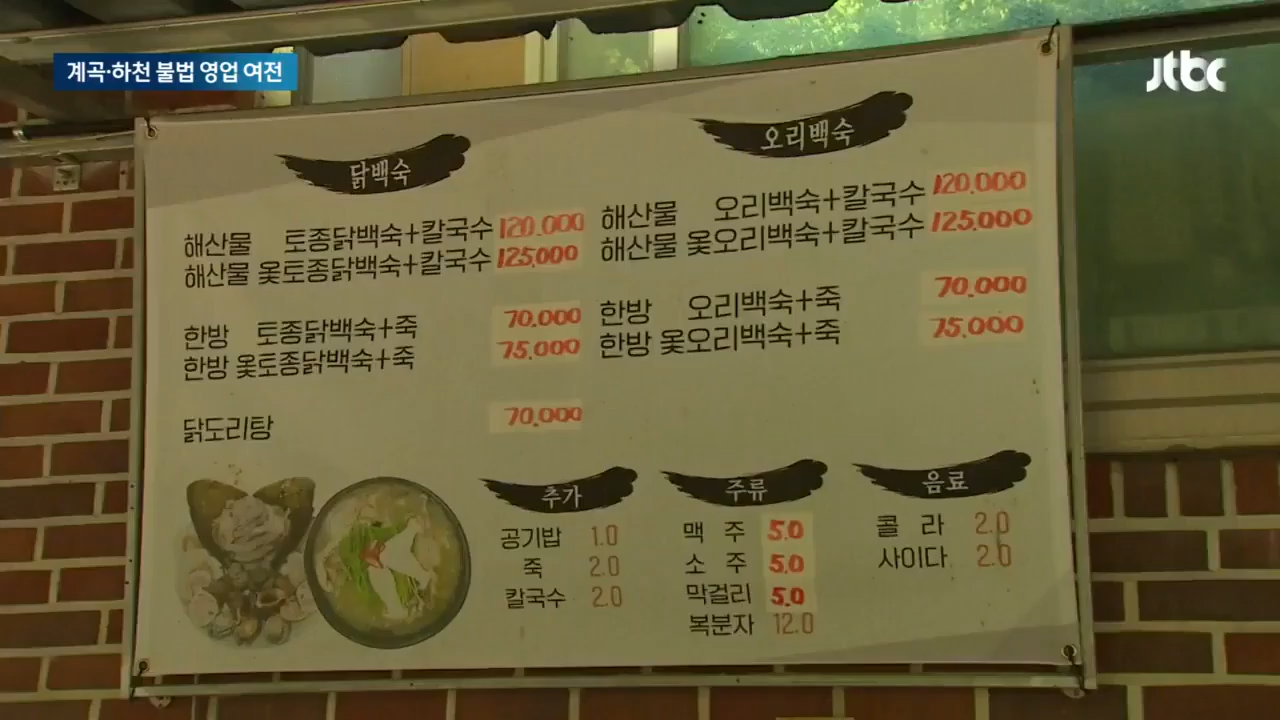 계곡·하천 불법 영업 여전
jtbc
닭백숙
해산물 토종닭백숙+칼국수 120.000
해산물 옻토종닭백숙+칼국수 125.000
한방 토종닭백숙+죽 70.000
한방 옻토종닭백숙+죽 75.000
닭도리탕 70.000
오리백숙
해산물 오리백숙+칼국수 120.000
해산물 옻오리백숙+칼국수 125.000
한방 오리백숙+죽 70.000
한방 옻오리백숙+죽 75.000
추가
공기밥 1.0
죽 2.0
칼국수 2.0
주류
맥주 5.0
소주 5.0
막걸리 5.0
복분자 12.0
음료
콜라 2.0
사이다 2.0